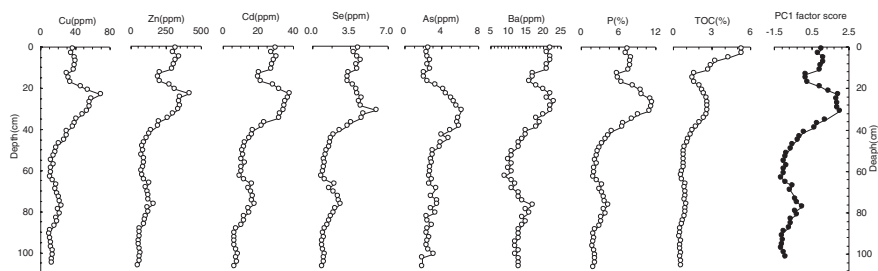 Cu(ppm) Zn(ppm) Cd(ppm) Se(ppm) As(ppm) Ba(ppm) P(%) TOC(%) PC1 factor score
0 40 80 0 250 500 0 20 40 0.0 3.5 7.0 0 4 8 5 10 15 20 25 0 6 12 0 3 6 -1.5 0.5 2.5
0 0
20 20
40 40
Depth(cm) Deaphl(cm)
60 60
80 80
100 100